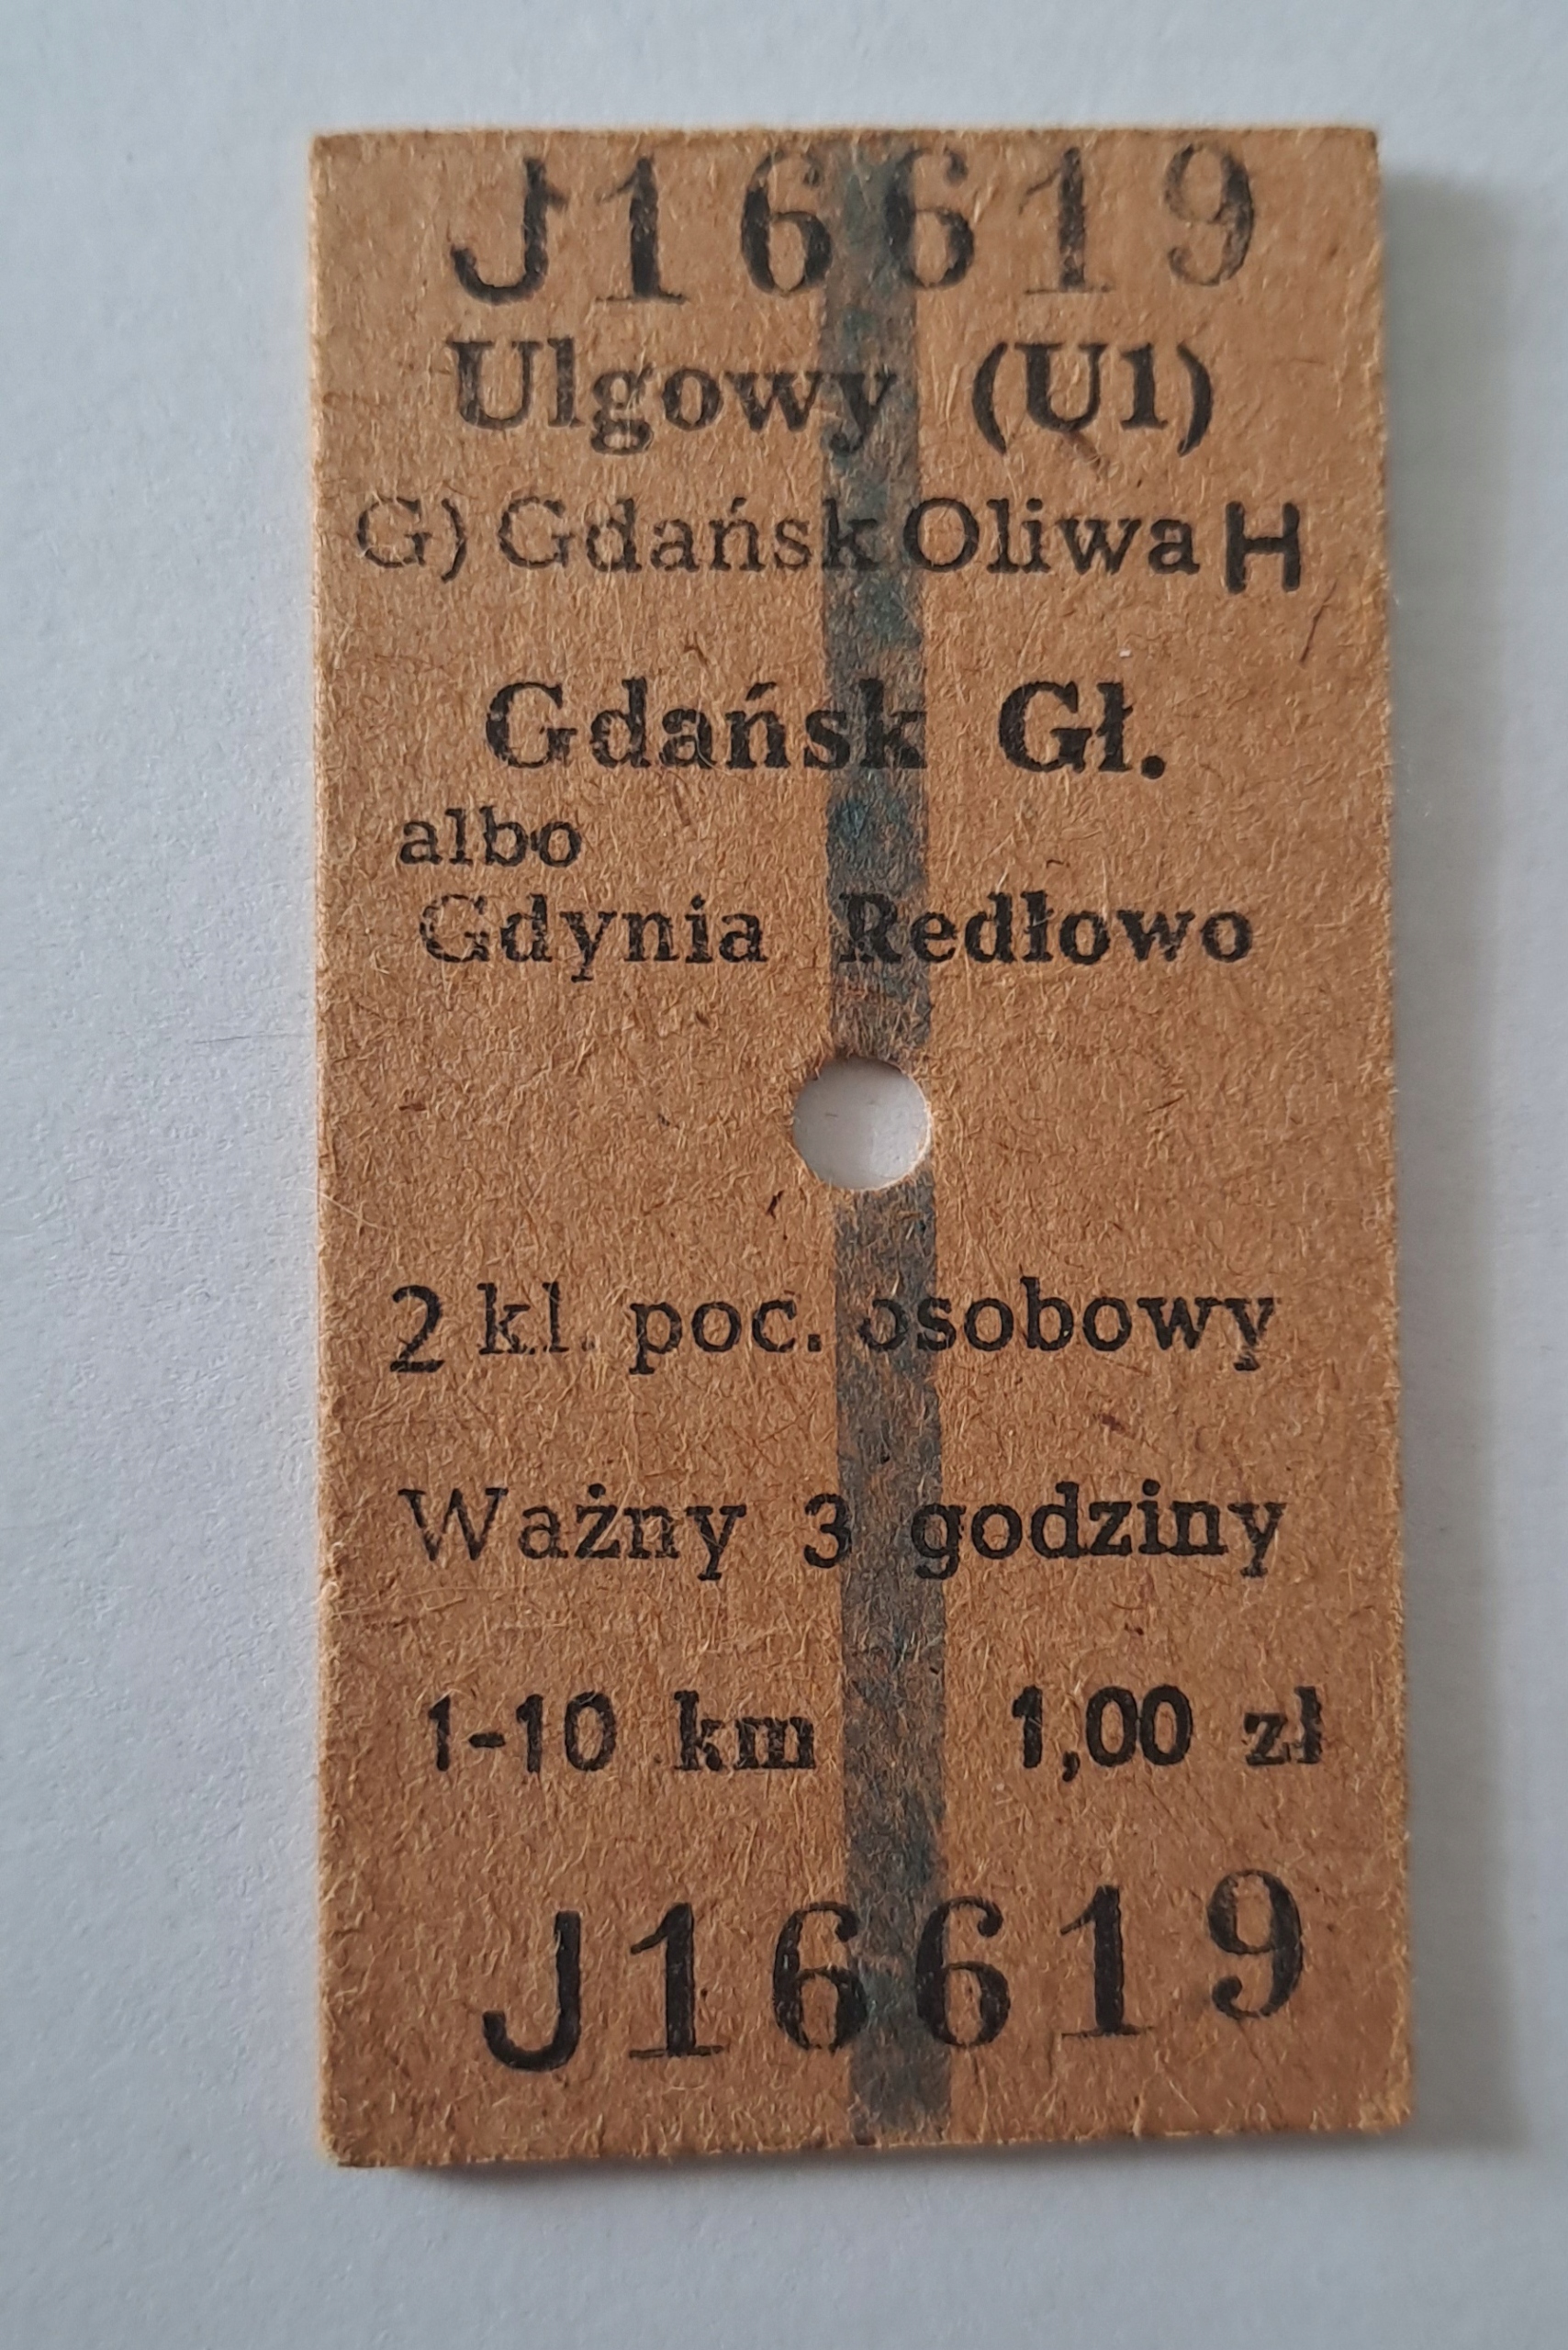 J16619
Ulgowy (U1)
G) Gdańsk Oliwa H
Gdańsk Gł.
albo
Gdynia Redłowo
2 kl. poc. osobowy
Ważny 3 godziny
1-10 km 1,00 zł
J16619